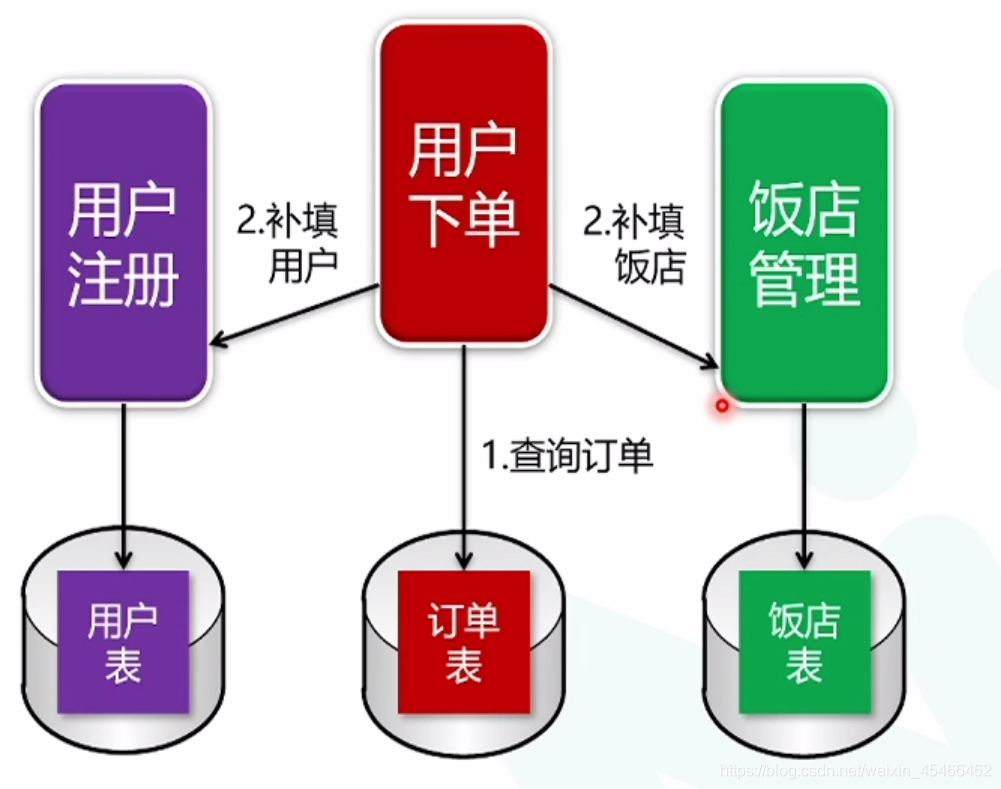 用户
注册
2.补填
用户
用户
下单
2.补填
饭店
饭店
管理
1.查询订单
用户
表
订单
表
饭店
表
https://blog.csdn.net/weixin_45466462